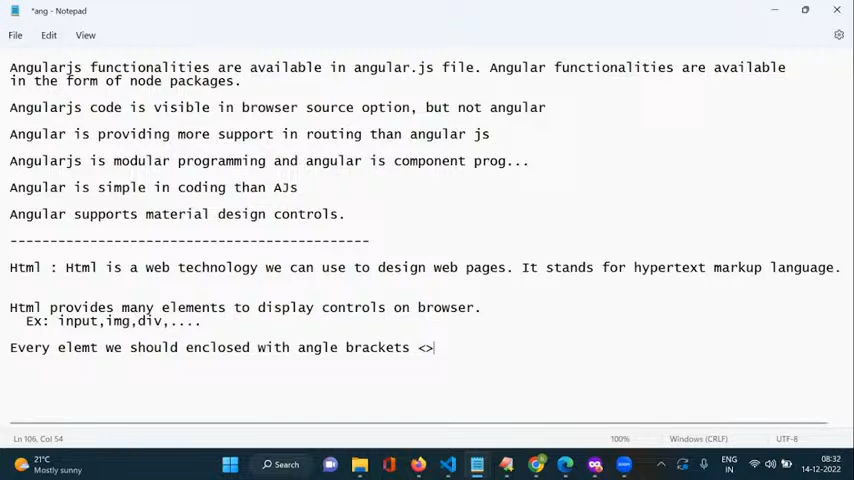 *ang - Notepad
File Edit View
Angularjs functionalities are available in angular.js file. Angular functionalities are available
in the form of node packages.
Angularjs code is visible in browser source option, but not angular
Angular is providing more support in routing than angular js
Angularjs is modular programming and angular is component prog...
Angular is simple in coding than AJs
Angular supports material design controls.
---------------------------------------------
Html : Html is a web technology we can use to design web pages. It stands for hypertext markup language.
Html provides many elements to display controls on browser.
Ex: input,img,div,....
Every elemt we should enclosed with angle brackets <>
Ln 106, Col 54 100% Windows (CRLF) UTF-8
21°C
Mostly sunny
Search
ENG
IN
08:32
14-12-2022